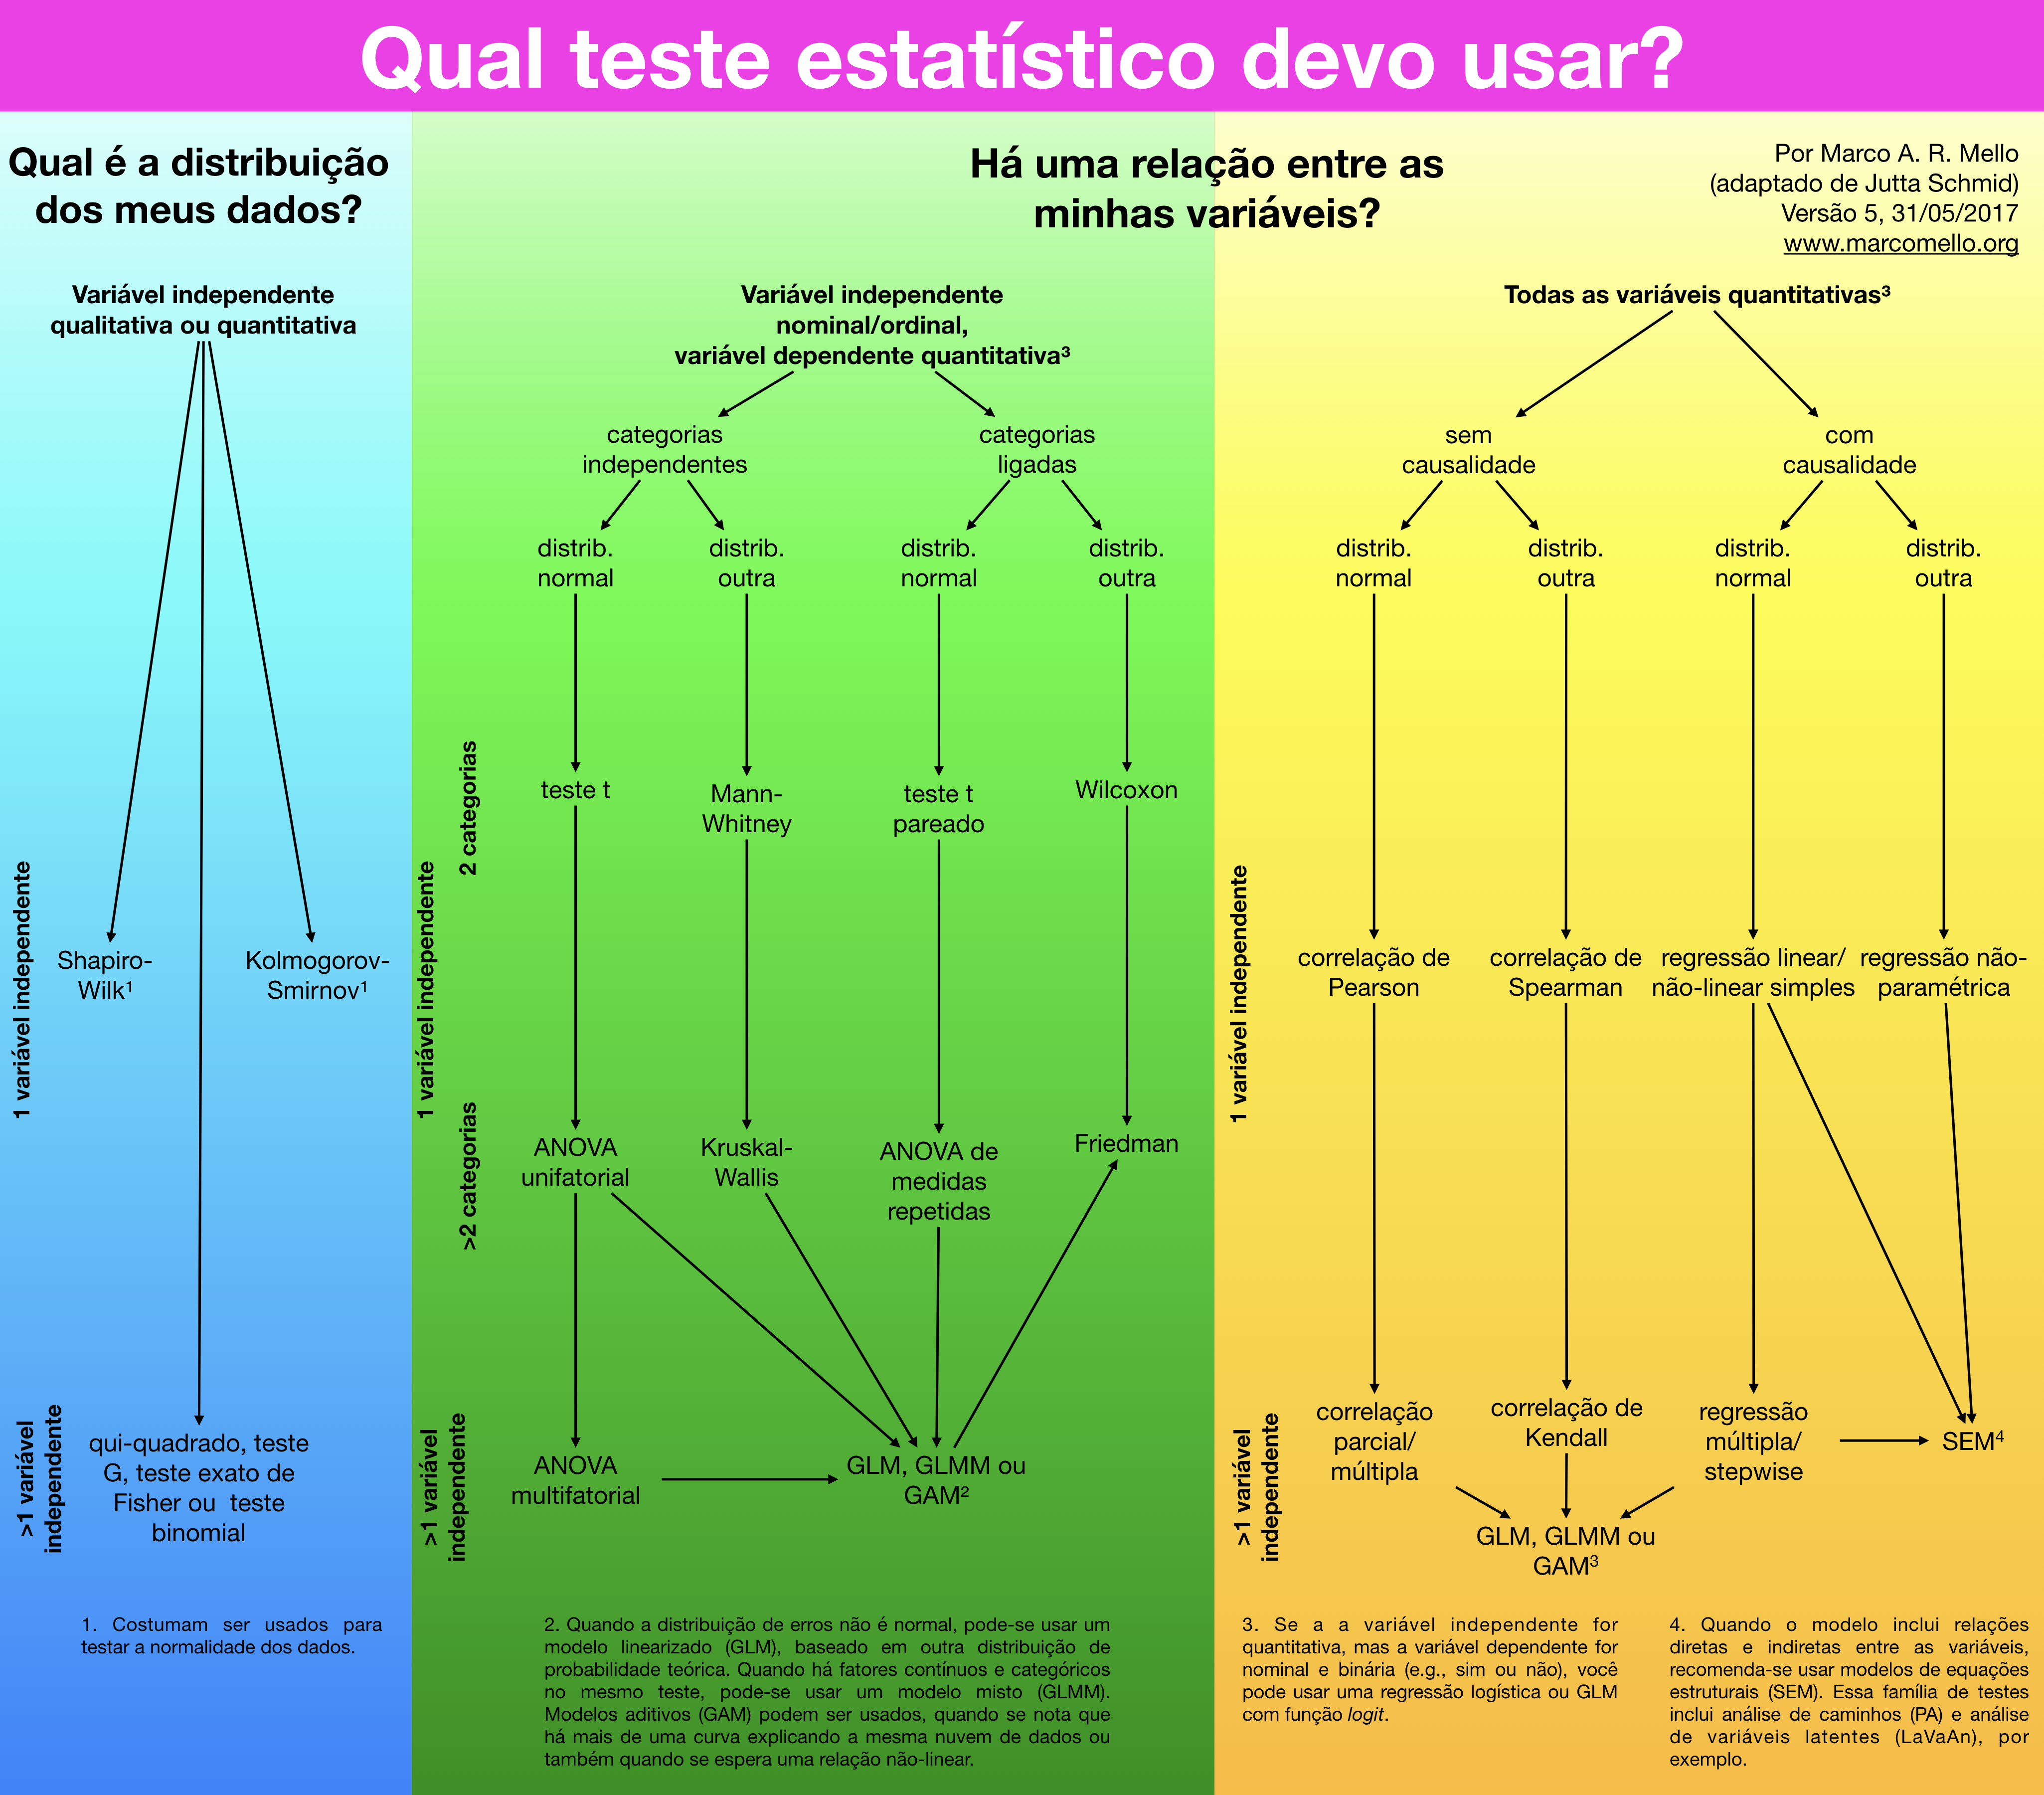 Qual teste estatístico devo usar?
Qual é a distribuição
dos meus dados?
Há uma relação entre as
minhas variáveis?
Por Marco A. R. Mello
(adaptado de Jutta Schmid)
Versão 5, 31/05/2017
www.marcomello.org
Variável independente
qualitativa ou quantitativa
1 variável independente
Shapiro-
Wilk¹
Kolmogorov-
Smirnov¹
>1 variável
independente
qui-quadrado, teste
G, teste exato de
Fisher ou  teste
binomial
1. Costumam ser usados para
testar a normalidade dos dados.
Variável independente
nominal/ordinal,
variável dependente quantitativa³
categorias
independentes
categorias
ligadas
distrib.
normal
distrib.
outra
distrib.
normal
distrib.
outra
1 variável independente
2 categorias
teste t
Mann-
Whitney
teste t
pareado
Wilcoxon
>2 categorias
ANOVA
unifatorial
Kruskal-
Wallis
ANOVA de
medidas
repetidas
Friedman
>1 variável
independente
ANOVA
multifatorial
GLM, GLMM ou
GAM²
2. Quando a distribuição de erros não é normal, pode-se usar um
modelo linearizado (GLM), baseado em outra distribuição de
probabilidade teórica. Quando há fatores contínuos e categóricos
no mesmo teste, pode-se usar um modelo misto (GLMM).
Modelos aditivos (GAM) podem ser usados, quando se nota que
há mais de uma curva explicando a mesma nuvem de dados ou
também quando se espera uma relação não-linear.
Todas as variáveis quantitativas³
sem
causalidade
com
causalidade
distrib.
normal
distrib.
outra
distrib.
normal
distrib.
outra
1 variável independente
correlação de
Pearson
correlação de
Spearman
regressão linear/
não-linear simples
regressão não-
paramétrica
>1 variável
independente
correlação
parcial/
múltipla
correlação de
Kendall
regressão
múltipla/
stepwise
SEM⁴
GLM, GLMM ou
GAM³
3. Se a a variável independente for
quantitativa, mas a variável dependente for
nominal e binária (e.g., sim ou não), você
pode usar uma regressão logística ou GLM
com função logit.
4. Quando o modelo inclui relações
diretas e indiretas entre as variáveis,
recomenda-se usar modelos de equações
estruturais (SEM). Essa família de testes
inclui análise de caminhos (PA) e análise
de variáveis latentes (LaVaAn), por
exemplo.